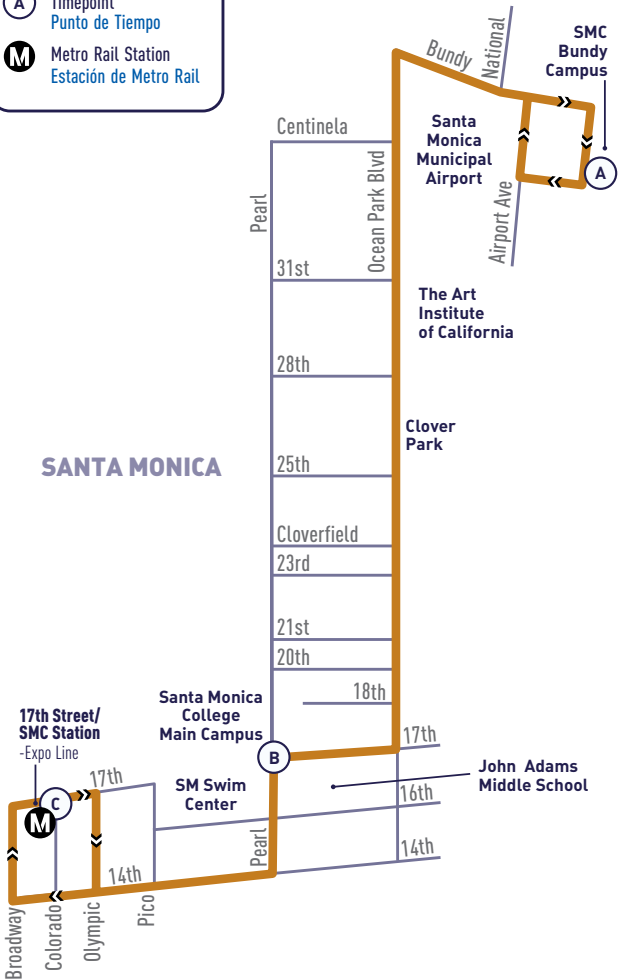 A
Timepoint
Punto de Tiempo
M
Metro Rail Station
Estación de Metro Rail
National
Bundy
SMC
Bundy
Campus
Santa
Monica
Municipal
Airport
A
Airport Ave
Centinela
Pearl
Ocean Park Blvd
31st
The Art
Institute
of California
28th
Clover
Park
SANTA MONICA
25th
Cloverfield
23rd
21st
20th
18th
Santa Monica
College
Main Campus
17th
B
17th Street/
SMC Station
-Expo Line
17th
SM Swim
Center
John Adams
Middle School
16th
C
M
Pearl
14th
14th
Broadway
Colorado
Olympic
Pico